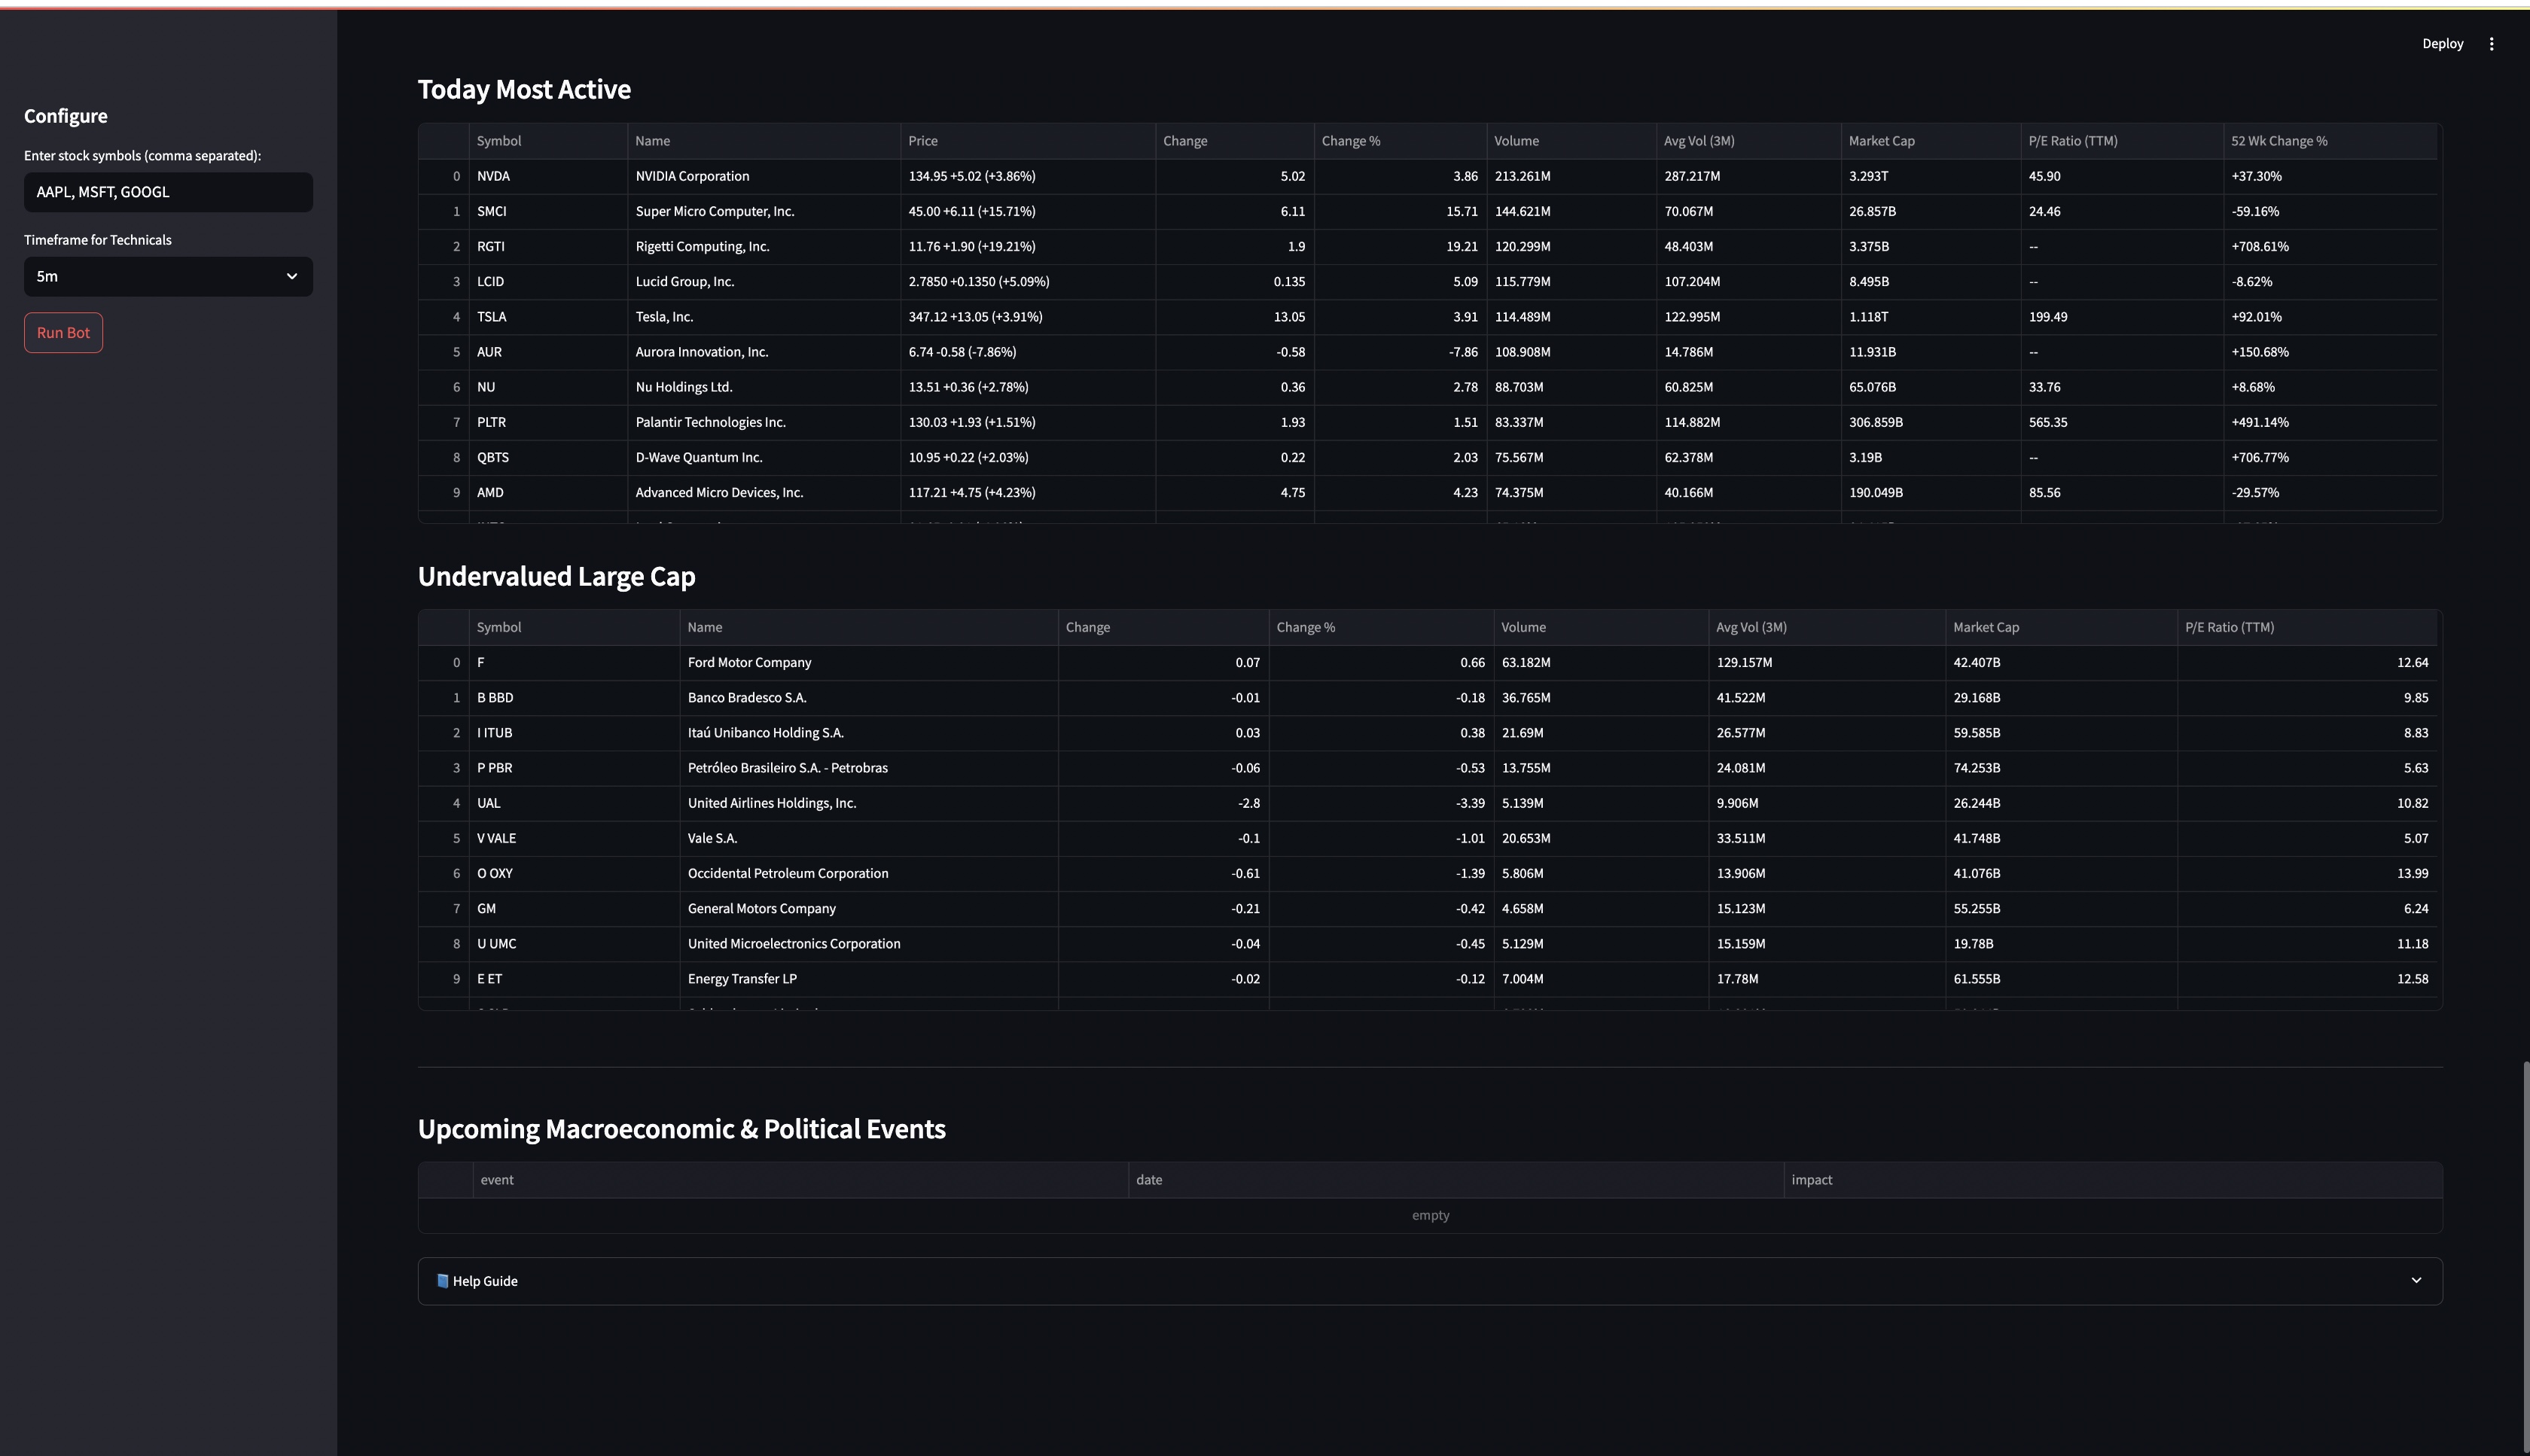 Deploy
Configure
Enter stock symbols (comma separated):
AAPL, MSFT, GOOGL
Timeframe for Technicals
5m
Run Bot
Today Most Active
Symbol Name Price Change Change % Volume Avg Vol (3M) Market Cap P/E Ratio (TTM) 52 Wk Change %
0 NVDA NVIDIA Corporation 134.95 +5.02 (+3.86%) 5.02 3.86 213.261M 287.217M 3.293T 45.90 +37.30%
1 SMCI Super Micro Computer, Inc. 45.00 +6.11 (+15.71%) 6.11 15.71 144.621M 70.067M 26.857B 24.46 -59.16%
2 RGTI Rigetti Computing, Inc. 11.76 +1.90 (+19.21%) 1.9 19.21 120.299M 48.403M 3.375B -- +708.61%
3 LCID Lucid Group, Inc. 2.7850 +0.1350 (+5.09%) 0.135 5.09 115.779M 107.204M 8.495B -- -8.62%
4 TSLA Tesla, Inc. 347.12 +13.05 (+3.91%) 13.05 3.91 114.489M 122.995M 1.118T 199.49 +92.01%
5 AUR Aurora Innovation, Inc. 6.74 -0.58 (-7.86%) -0.58 -7.86 108.908M 14.786M 11.931B -- +150.68%
6 NU Nu Holdings Ltd. 13.51 +0.36 (+2.78%) 0.36 2.78 88.703M 60.825M 65.076B 33.76 +8.68%
7 PLTR Palantir Technologies Inc. 130.03 +1.93 (+1.51%) 1.93 1.51 83.337M 114.882M 306.859B 565.35 +491.14%
8 QBTS D-Wave Quantum Inc. 10.95 +0.22 (+2.03%) 0.22 2.03 75.567M 62.378M 3.19B -- +706.77%
9 AMD Advanced Micro Devices, Inc. 117.21 +4.75 (+4.23%) 4.75 4.23 74.375M 40.166M 190.049B 85.56 -29.57%
Undervalued Large Cap
Symbol Name Change Change % Volume Avg Vol (3M) Market Cap P/E Ratio (TTM)
0 F Ford Motor Company 0.07 0.66 63.182M 129.157M 42.407B 12.64
1 B BBD Banco Bradesco S.A. -0.01 -0.18 36.765M 41.522M 29.168B 9.85
2 I ITUB Itaú Unibanco Holding S.A. 0.03 0.38 21.69M 26.577M 59.585B 8.83
3 P PBR Petróleo Brasileiro S.A. - Petrobras -0.06 -0.53 13.755M 24.081M 74.253B 5.63
4 UAL United Airlines Holdings, Inc. -2.8 -3.39 5.139M 9.906M 26.244B 10.82
5 V VALE Vale S.A. -0.1 -1.01 20.653M 33.511M 41.748B 5.07
6 O OXY Occidental Petroleum Corporation -0.61 -1.39 5.806M 13.906M 41.076B 13.99
7 GM General Motors Company -0.21 -0.42 4.658M 15.123M 55.255B 6.24
8 U UMC United Microelectronics Corporation -0.04 -0.45 5.129M 15.159M 19.78B 11.18
9 E ET Energy Transfer LP -0.02 -0.12 7.004M 17.78M 61.555B 12.58
Upcoming Macroeconomic & Political Events
event date impact
empty
Help Guide